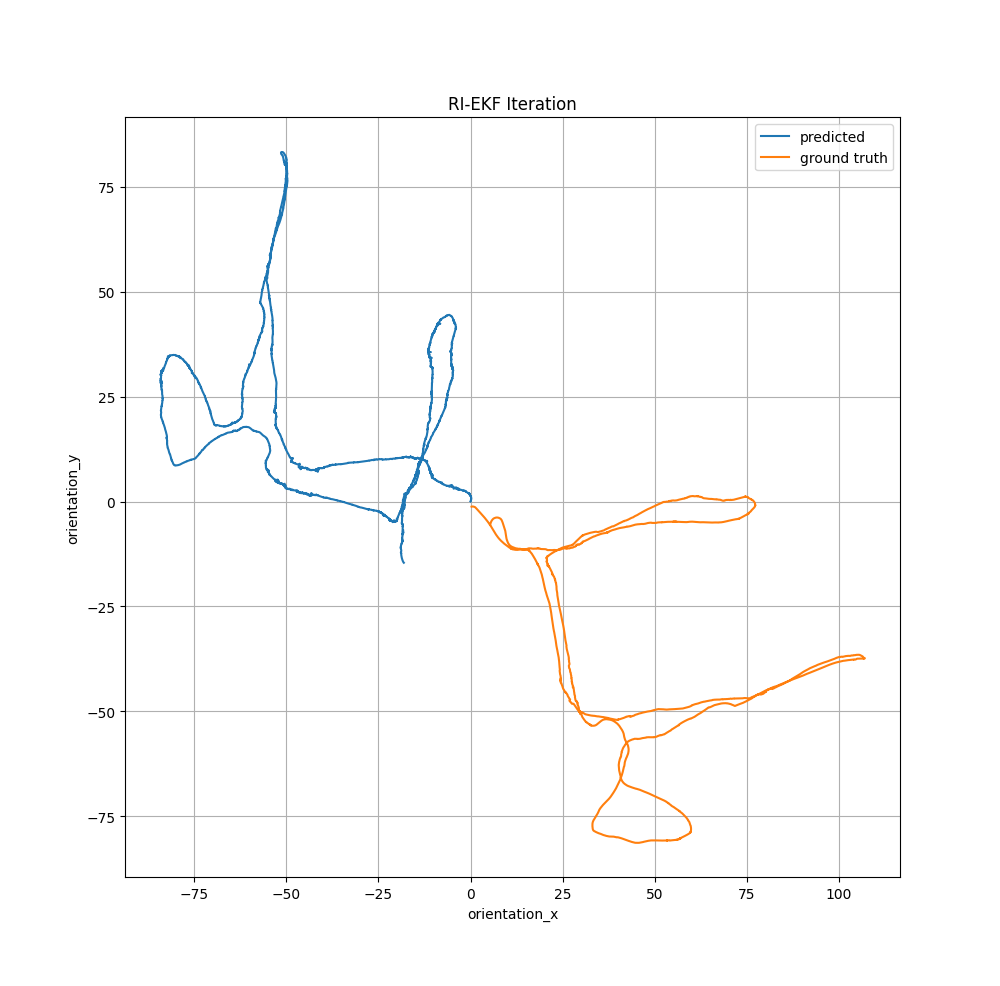 RI-EKF Iteration
predicted
ground truth
75
50
25
0
−25
−50
−75
orientation_y
−75 −50 −25 0 25 50 75 100
orientation_x